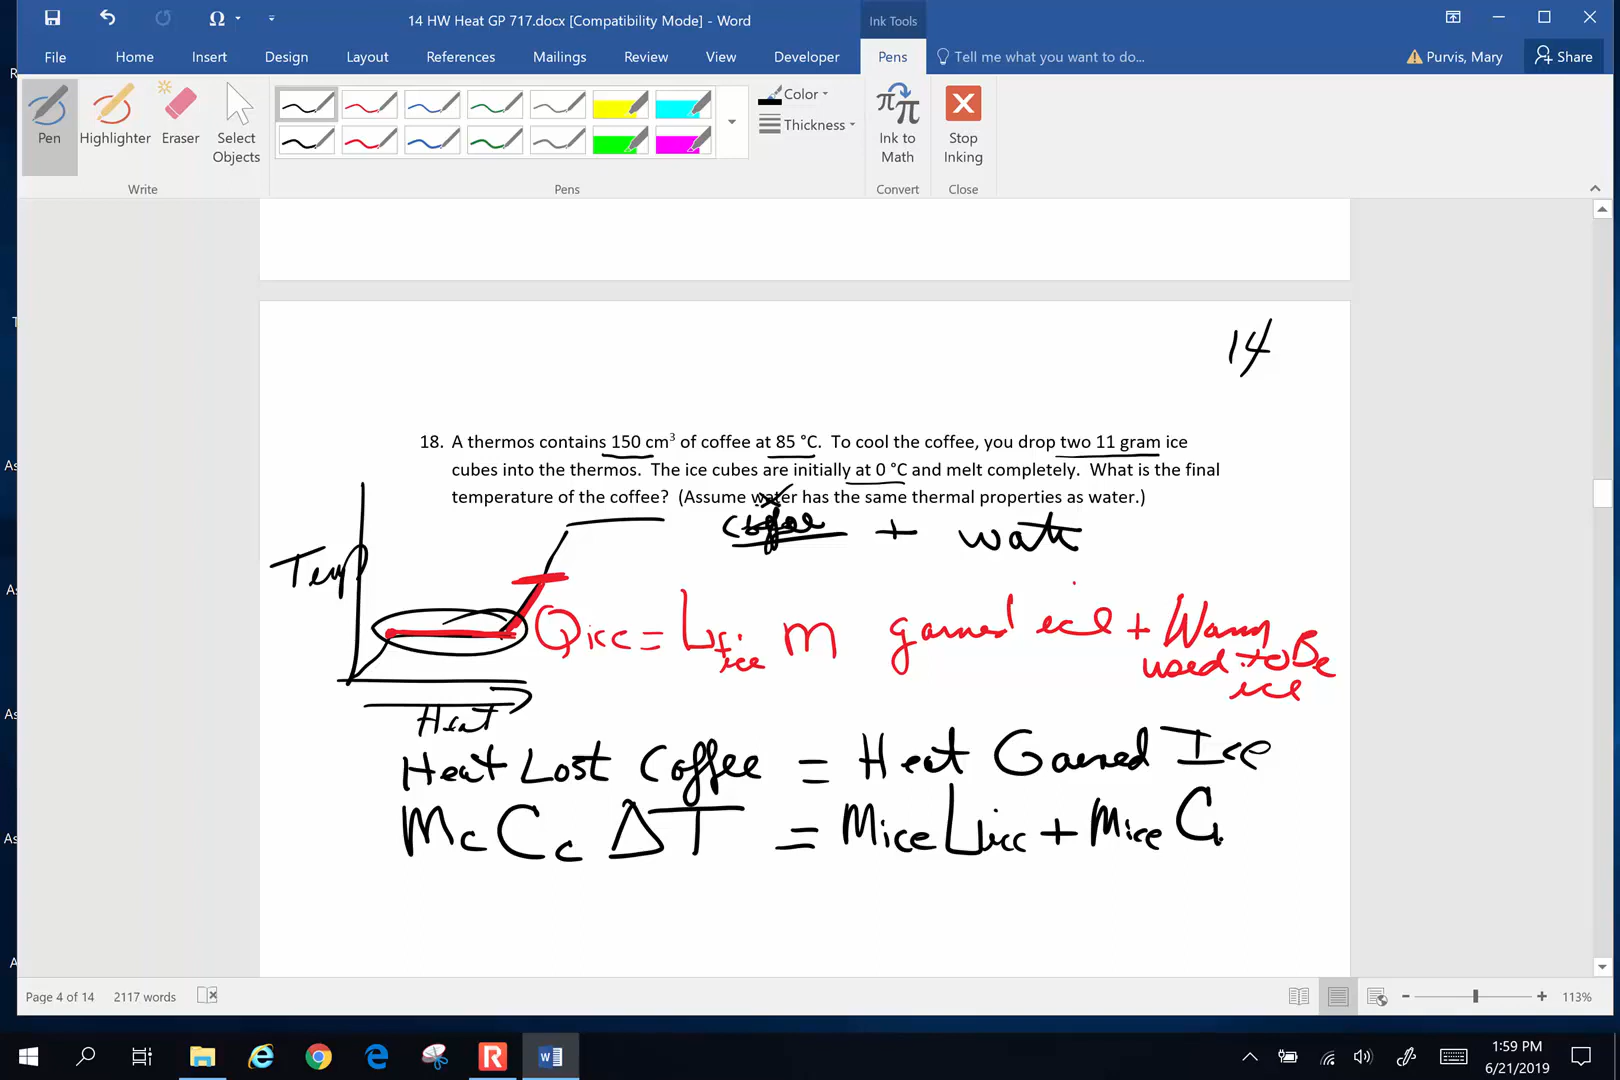 14 HW Heat GP 717.docx [Compatibility Mode] - Word
Ink Tools
File Home Insert Design Layout References Mailings Review View Developer Pens Tell me what you want to do... Purvis, Mary Share
Pen Highlighter Eraser Select Objects
Color
Thickness
Ink to Math
Stop Inking
Write Pens Convert Close
14
18. A thermos contains 150 cm³ of coffee at 85 °C. To cool the coffee, you drop two 11 gram ice
cubes into the thermos. The ice cubes are initially at 0 °C and melt completely. What is the final
temperature of the coffee? (Assume water has the same thermal properties as water.)
coffee + wat
Temp
Qice = Lf ice m gained ice + Warm
used to Be
ice
Heat
Heat Lost Coffee = Heat Gained Ice
Mc Cc ΔT = Mice Lice + Mice C
Page 4 of 14 2117 words 113%
1:59 PM
6/21/2019